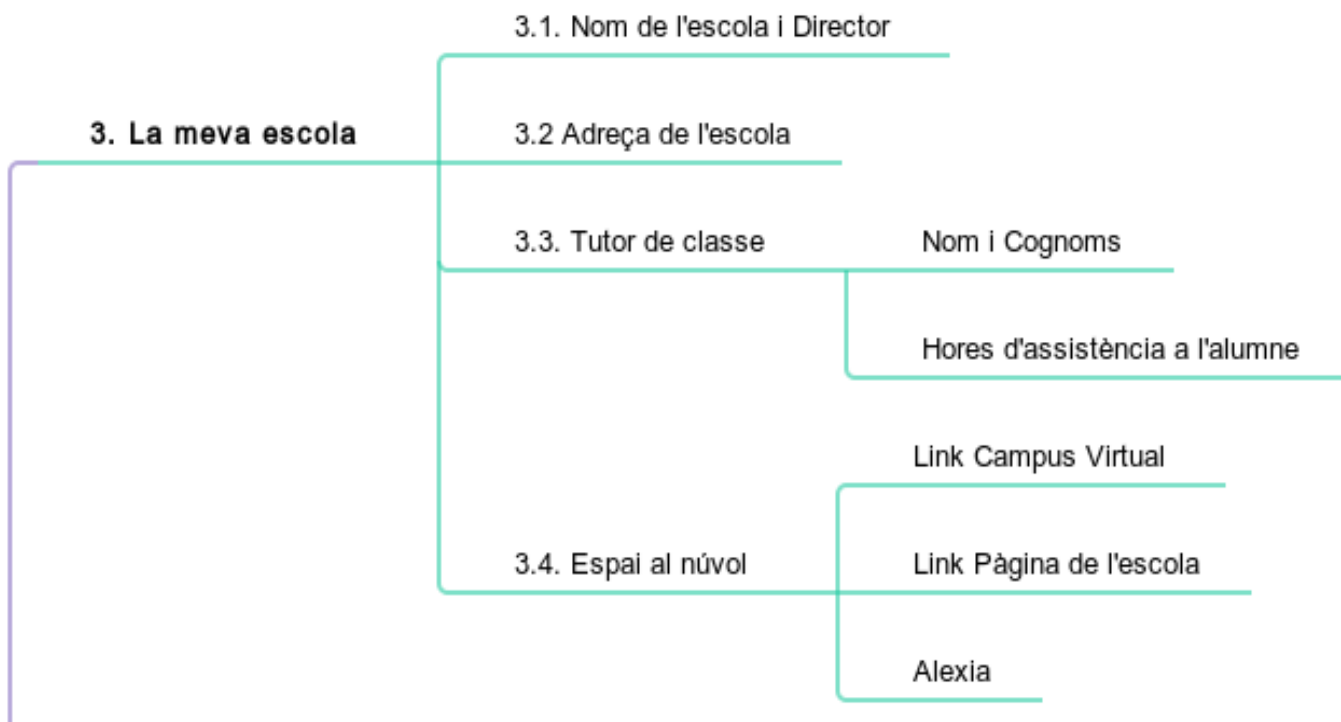 3.1. Nom de l'escola i Director
3. La meva escola
3.2 Adreça de l'escola
3.3. Tutor de classe
Nom i Cognoms
Hores d'assistència a l'alumne
3.4. Espai al núvol
Link Campus Virtual
Link Pàgina de l'escola
Alexia